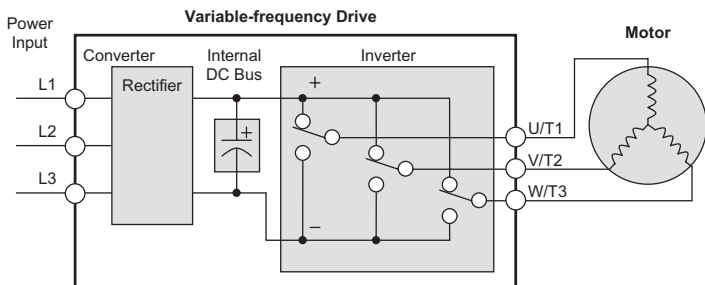 Variable-frequency Drive
Power
Input
Converter
Internal
DC Bus
Inverter
Motor
L1
L2
L3
Rectifier
+
+
–
U/T1
V/T2
W/T3